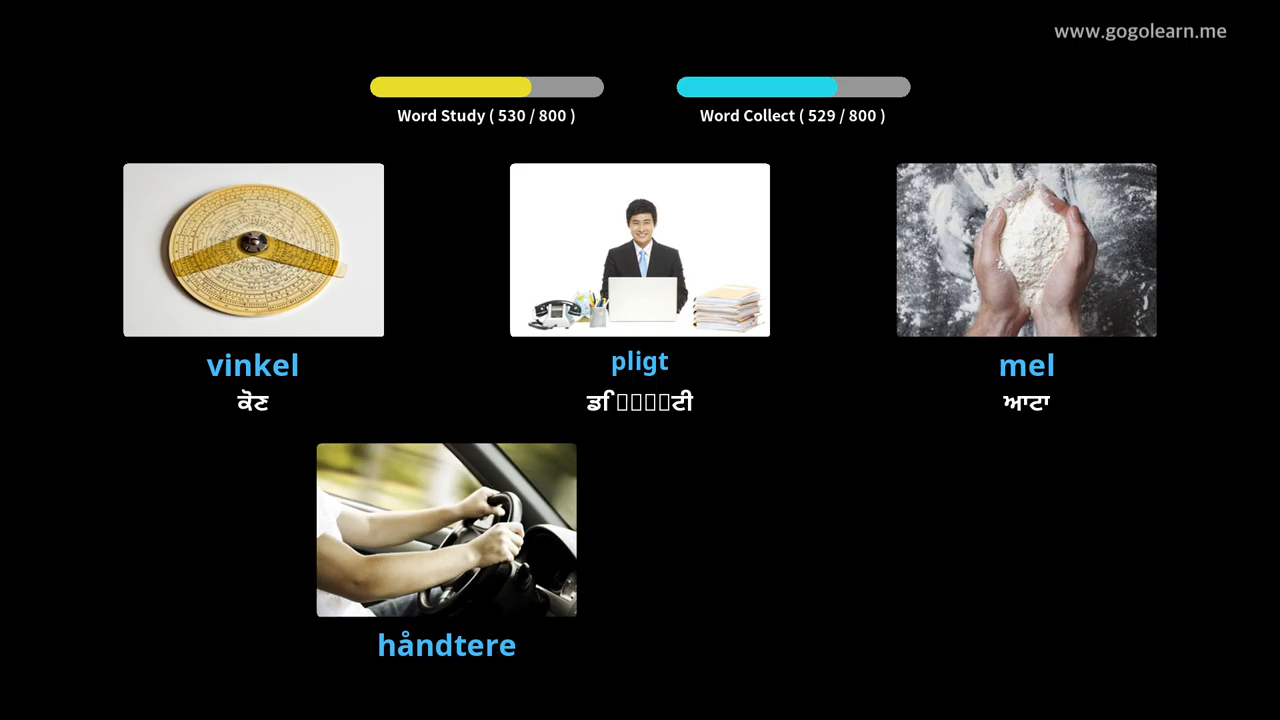 www.gogolearn.me
Word Study ( 530 / 800 )
Word Collect ( 529 / 800 )
vinkel
pligt
mel
ਕੋਣ
ਆਟਾ
håndtere